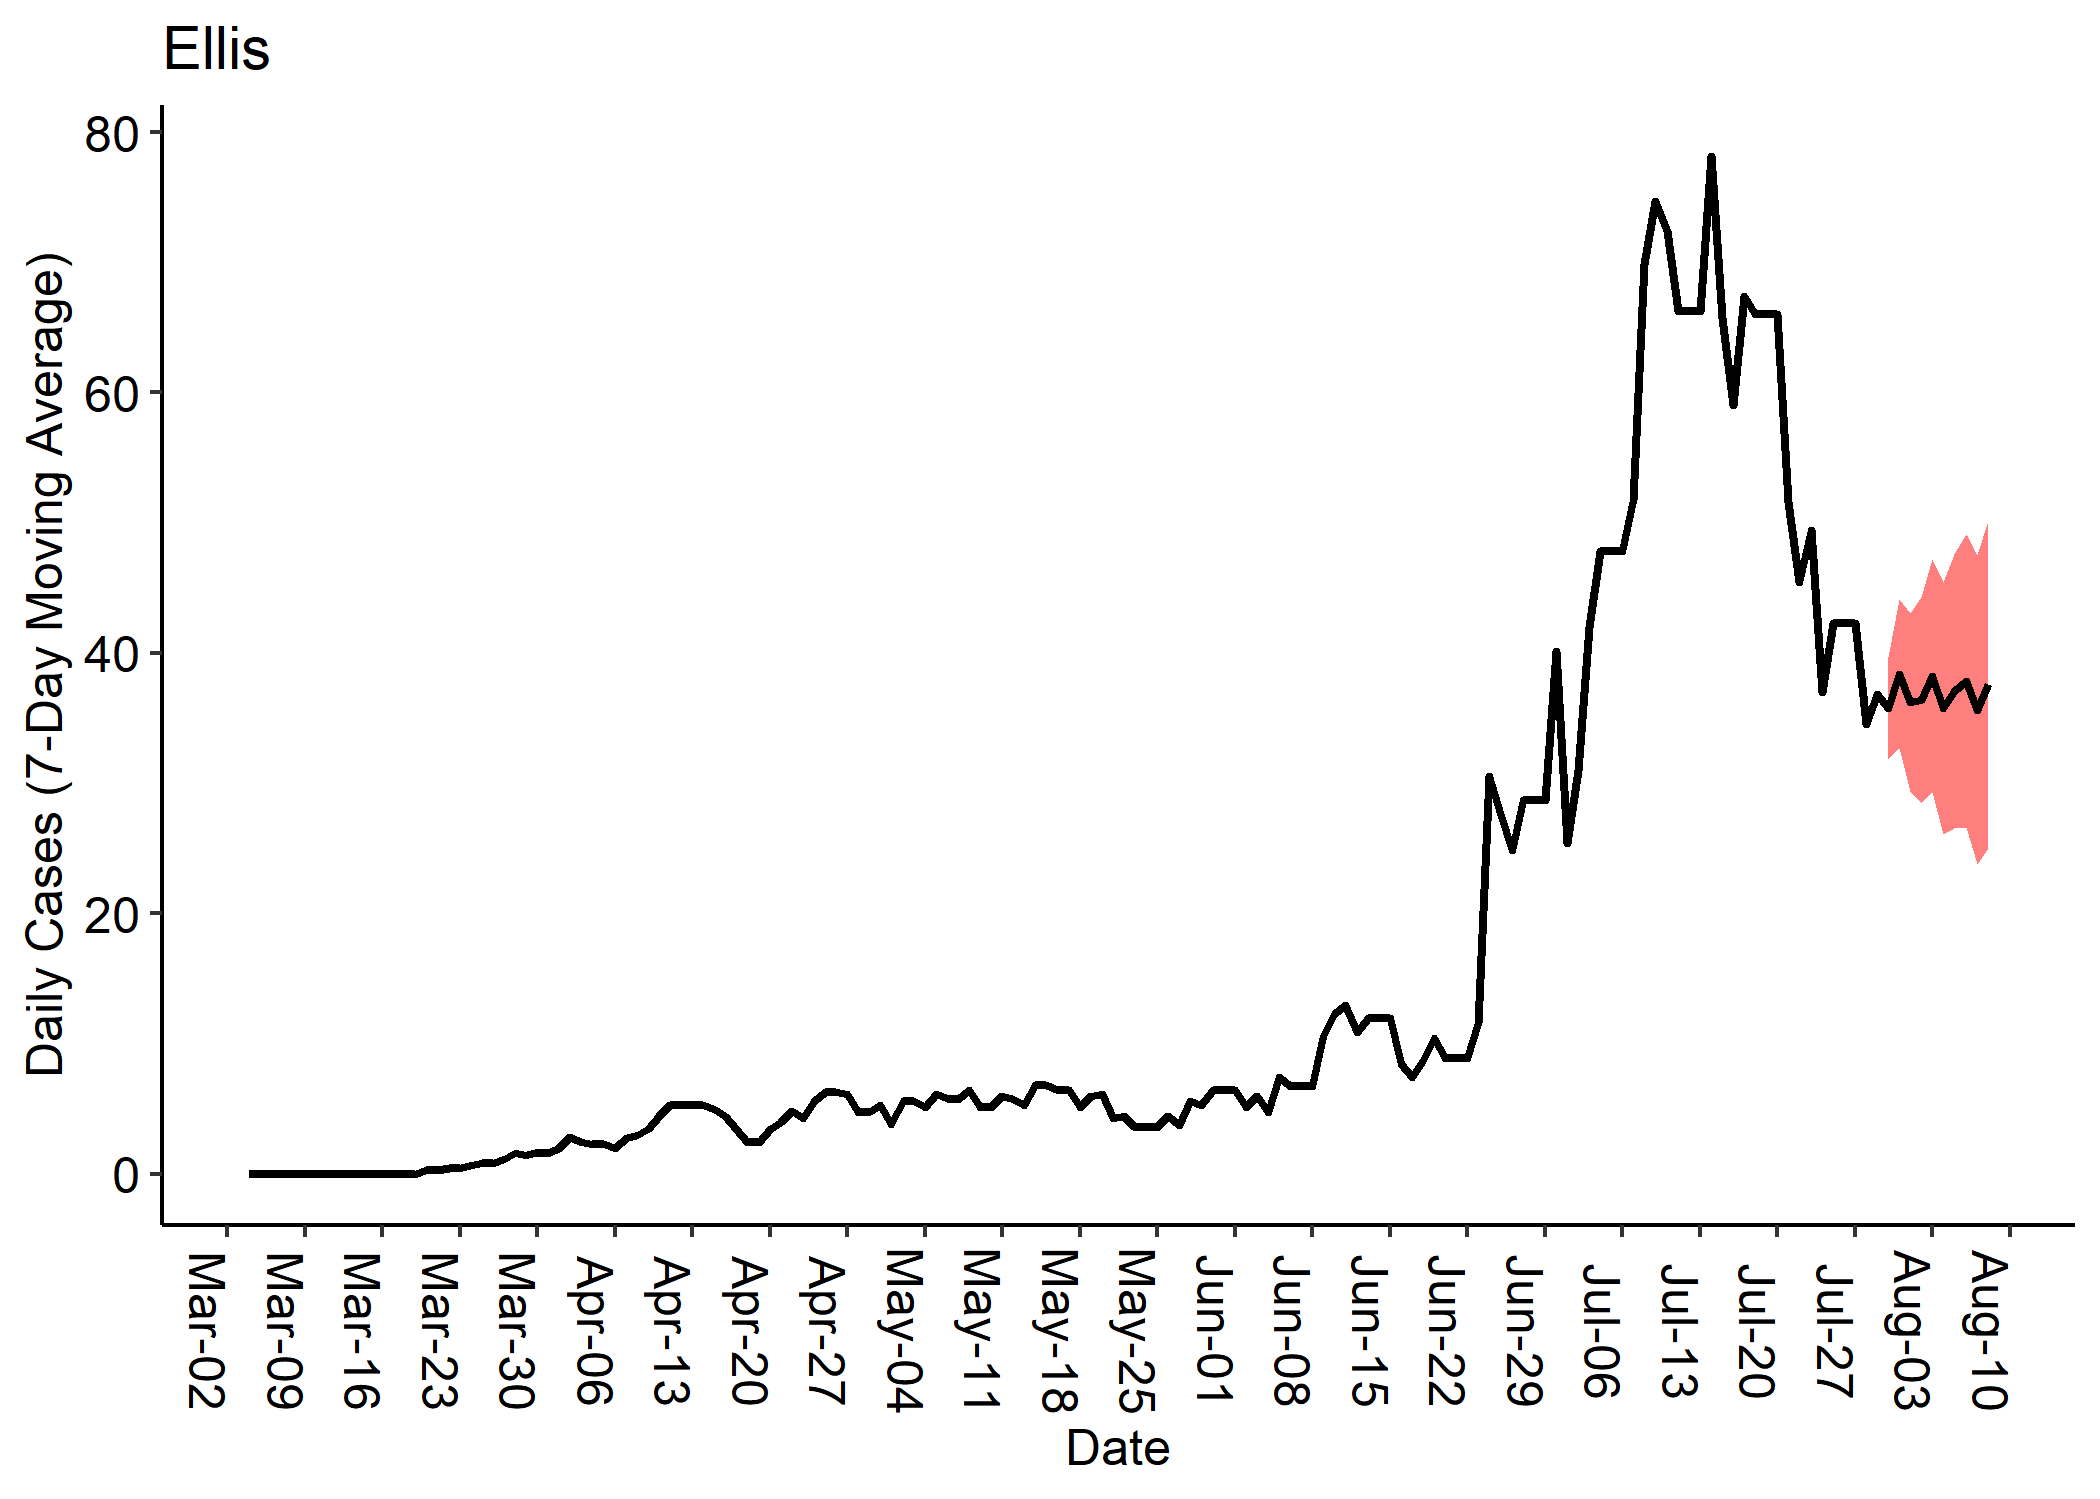 Ellis
Daily Cases (7-Day Moving Average)
80
60
40
20
0
Mar-02
Mar-09
Mar-16
Mar-23
Mar-30
Apr-06
Apr-13
Apr-20
Apr-27
May-04
May-11
May-18
May-25
Jun-01
Jun-08
Jun-15
Jun-22
Jun-29
Jul-06
Jul-13
Jul-20
Jul-27
Aug-03
Aug-10
Date